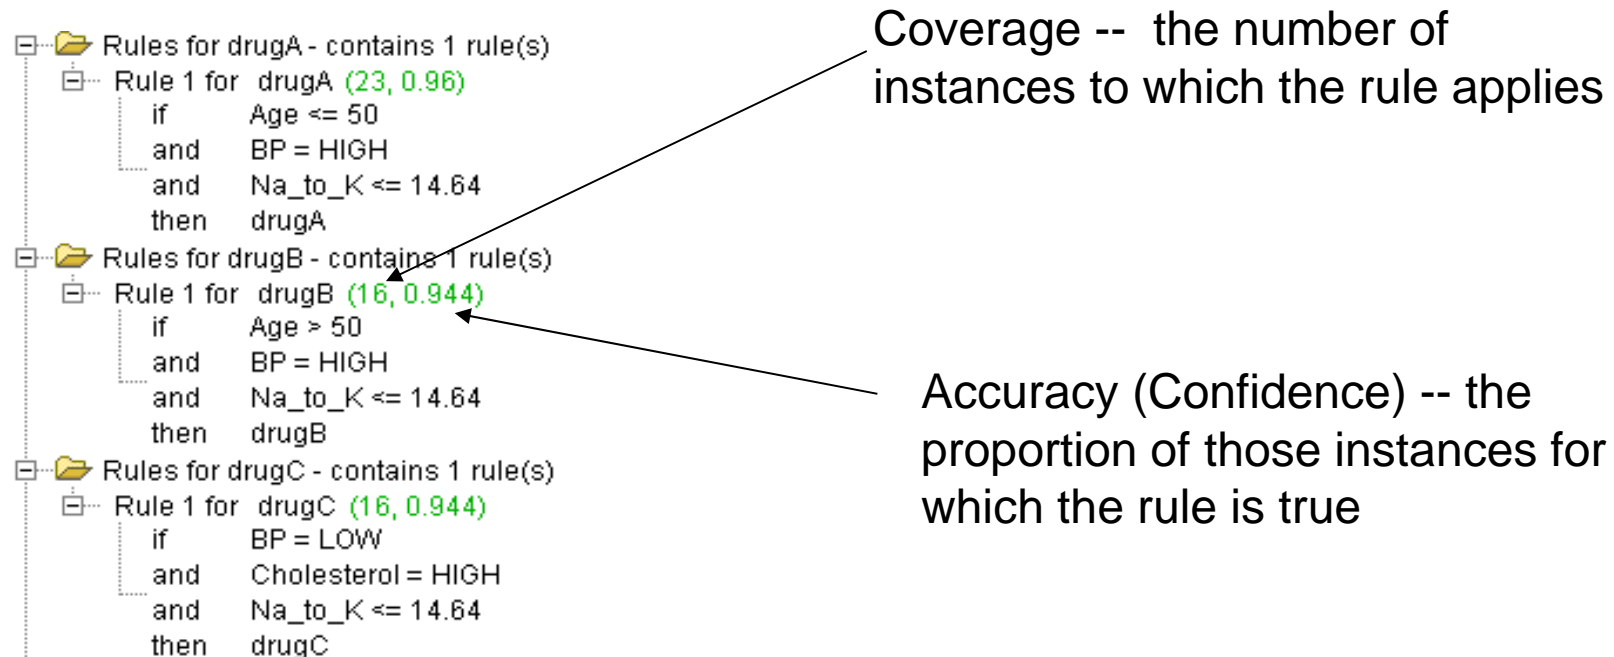 Rules for drugA - contains 1 rule(s)
Rule 1 for drugA (23, 0.96)
if Age <= 50
and BP = HIGH
and Na_to_K <= 14.64
then drugA
Rules for drugB - contains 1 rule(s)
Rule 1 for drugB (16, 0.944)
if Age > 50
and BP = HIGH
and Na_to_K <= 14.64
then drugB
Rules for drugC - contains 1 rule(s)
Rule 1 for drugC (16, 0.944)
if BP = LOW
and Cholesterol = HIGH
and Na_to_K <= 14.64
then drugC
Coverage -- the number of
instances to which the rule applies
Accuracy (Confidence) -- the
proportion of those instances for
which the rule is true